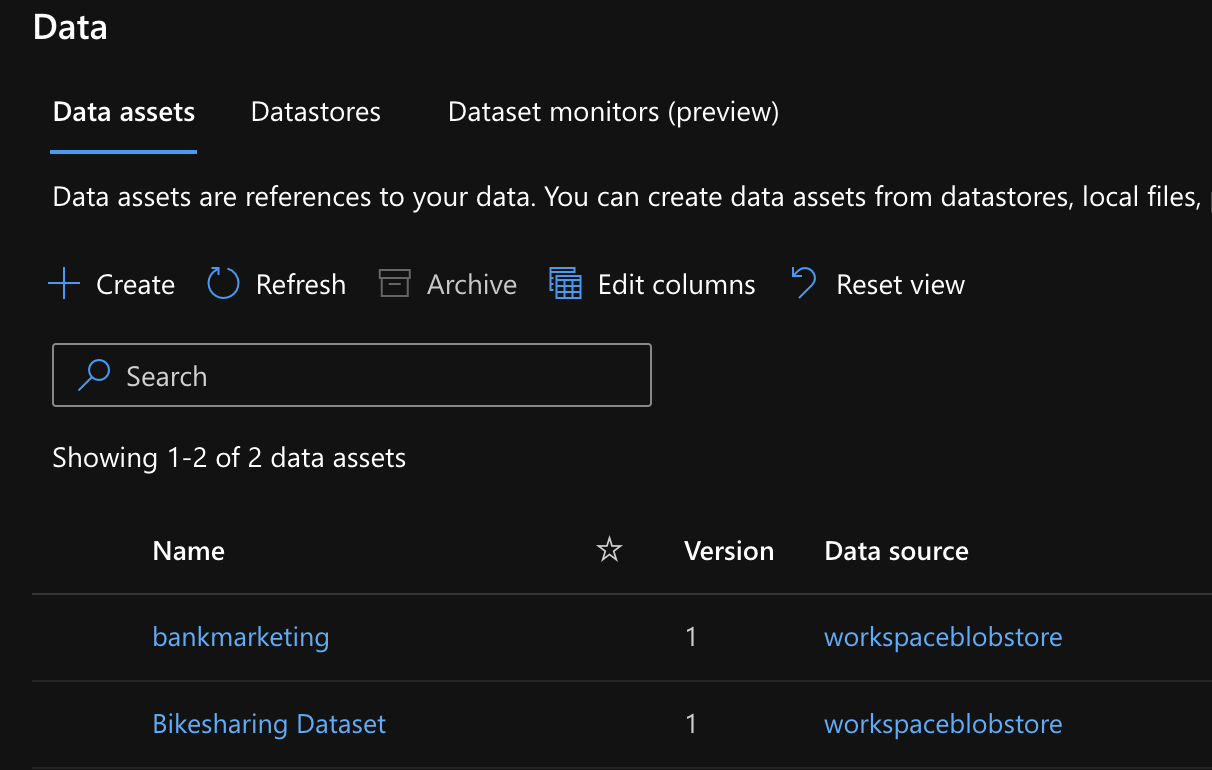 Data
Data assets Datastores Dataset monitors (preview)
Data assets are references to your data. You can create data assets from datastores, local files,
Create Refresh Archive Edit columns Reset view
Search
Showing 1-2 of 2 data assets
Name Version Data source
bankmarketing 1 workspaceblobstore
Bikesharing Dataset 1 workspaceblobstore